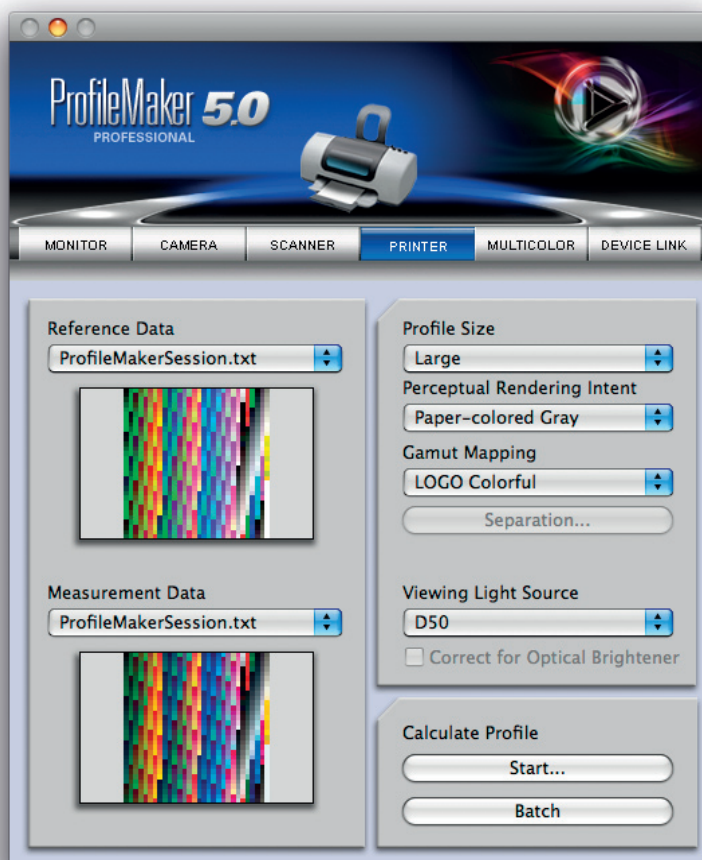 ProfileMaker 5.0
PROFESSIONAL
MONITOR CAMERA SCANNER PRINTER MULTICOLOR DEVICE LINK
Reference Data
ProfileMakerSession.txt
Measurement Data
ProfileMakerSession.txt
Profile Size
Large
Perceptual Rendering Intent
Paper-colored Gray
Gamut Mapping
LOGO Colorful
Separation...
Viewing Light Source
D50
Correct for Optical Brightener
Calculate Profile
Start...
Batch